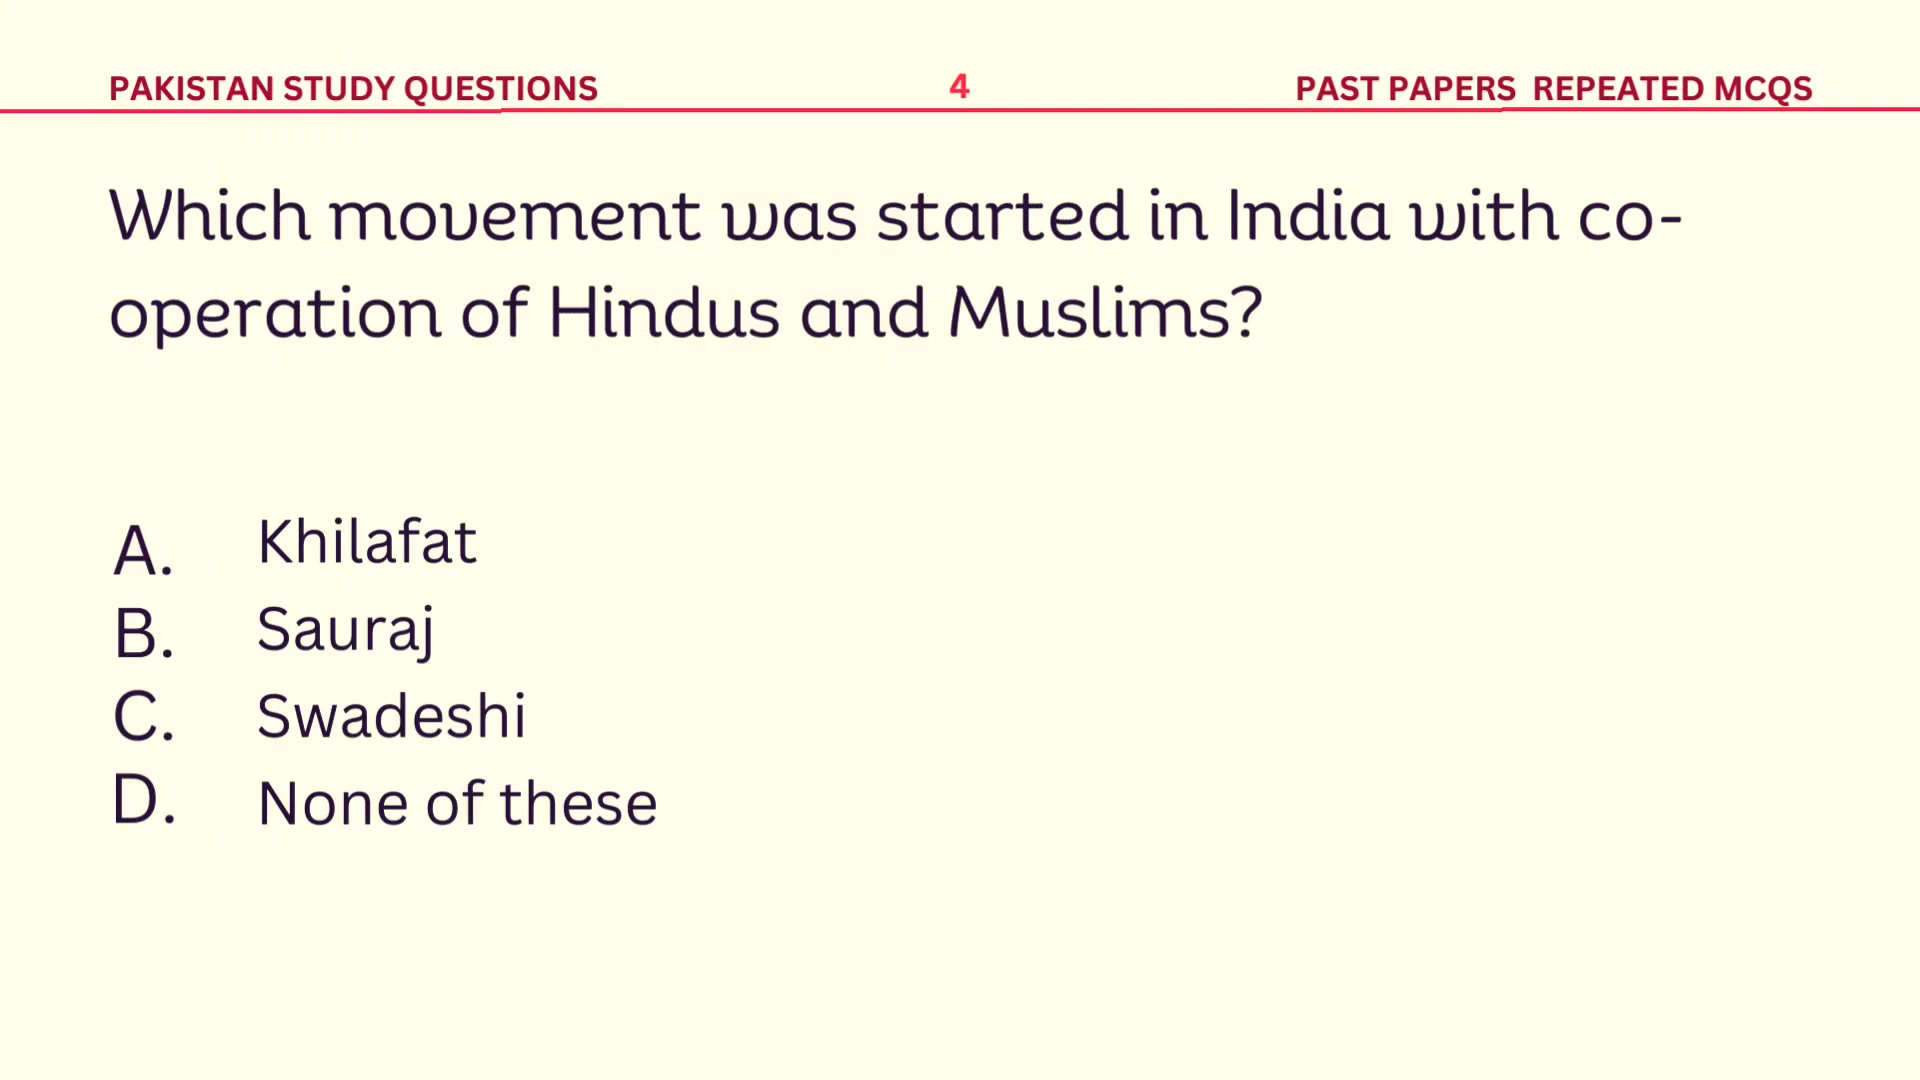 PAKISTAN STUDY QUESTIONS 4 PAST PAPERS REPEATED MCQS
Which movement was started in India with co-
operation of Hindus and Muslims?
A. Khilafat
B. Sauraj
C. Swadeshi
D. None of these